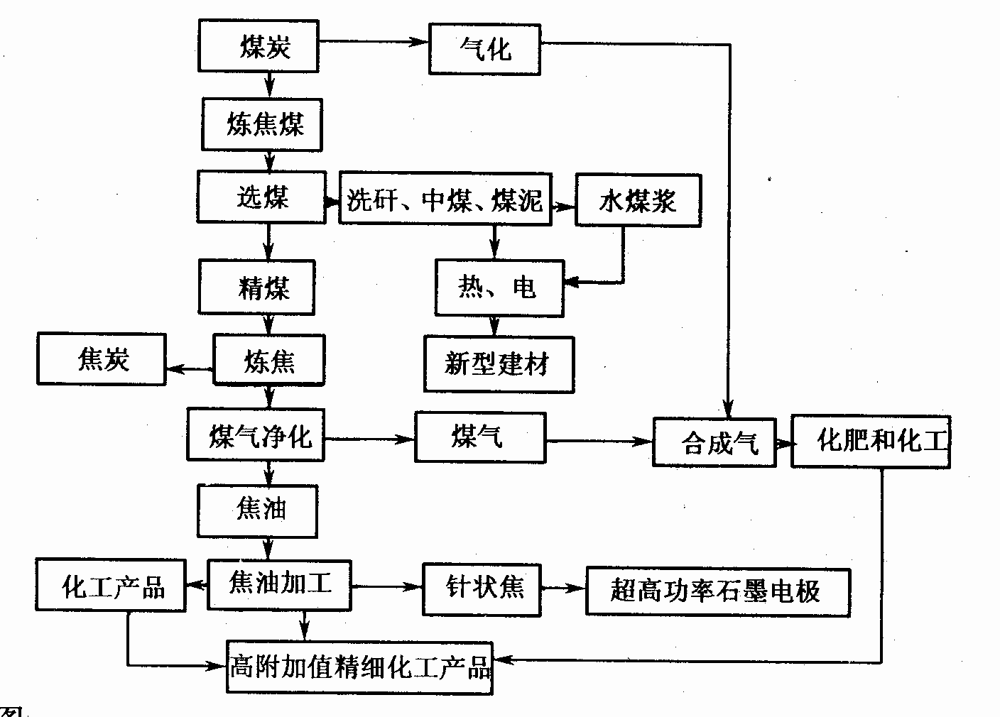 煤炭
气化
炼焦煤
选煤
洗矸、中煤、煤泥
水煤浆
精煤
热、电
焦炭
炼焦
新型建材
煤气净化
煤气
合成气
化肥和化工
焦油
化工产品
焦油加工
针状焦
超高功率石墨电极
高附加值精细化工产品
图